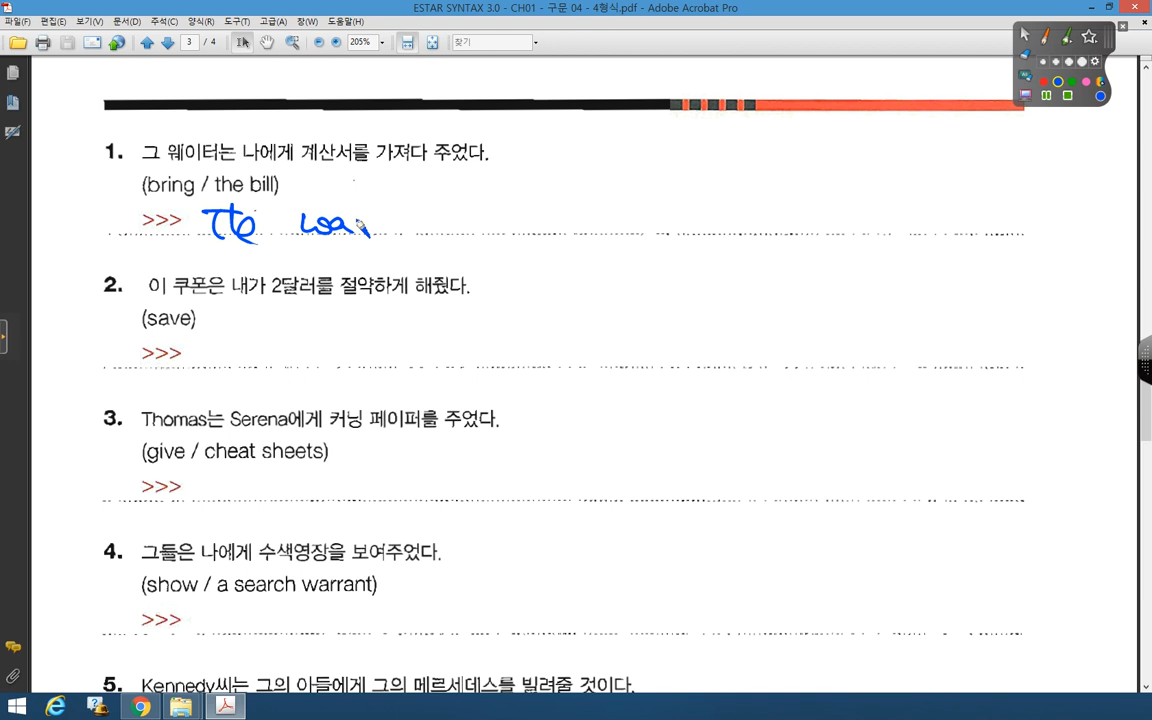 ESTAR SYNTAX 3.0 - CH01 - 구문 04 - 4형식.pdf - Adobe Acrobat Pro
파일(F) 편집(E) 보기(V) 문서(D) 주석(C) 양식(R) 도구(T) 고급(A) 창(W) 도움말(H)
3 / 4 205% 찾기
1. 그 웨이터는 나에게 계산서를 가져다 주었다.
(bring / the bill)
>>> The wai
2. 이 쿠폰은 내가 2달러를 절약하게 해줬다.
(save)
>>>
3. Thomas는 Serena에게 커닝 페이퍼를 주었다.
(give / cheat sheets)
>>>
4. 그들은 나에게 수색영장을 보여주었다.
(show / a search warrant)
>>>
5. Kennedy씨는 그의 아들에게 그의 메르세데스를 빌려줄 것이다.